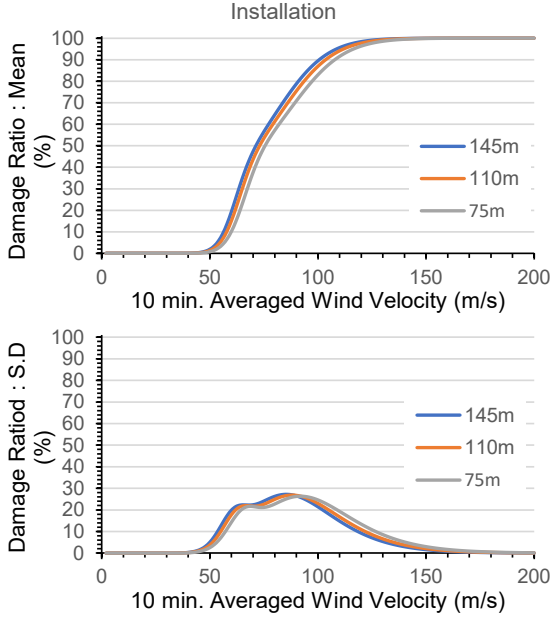 Installation
Damage Ratio : Mean
(%)
100
90
80
70
60
50
40
30
20
10
0
145m
110m
75m
0 50 100 150 200
10 min. Averaged Wind Velocity (m/s)
Damage Ratiod : S.D
(%)
100
90
80
70
60
50
40
30
20
10
0
145m
110m
75m
0 50 100 150 200
10 min. Averaged Wind Velocity (m/s)